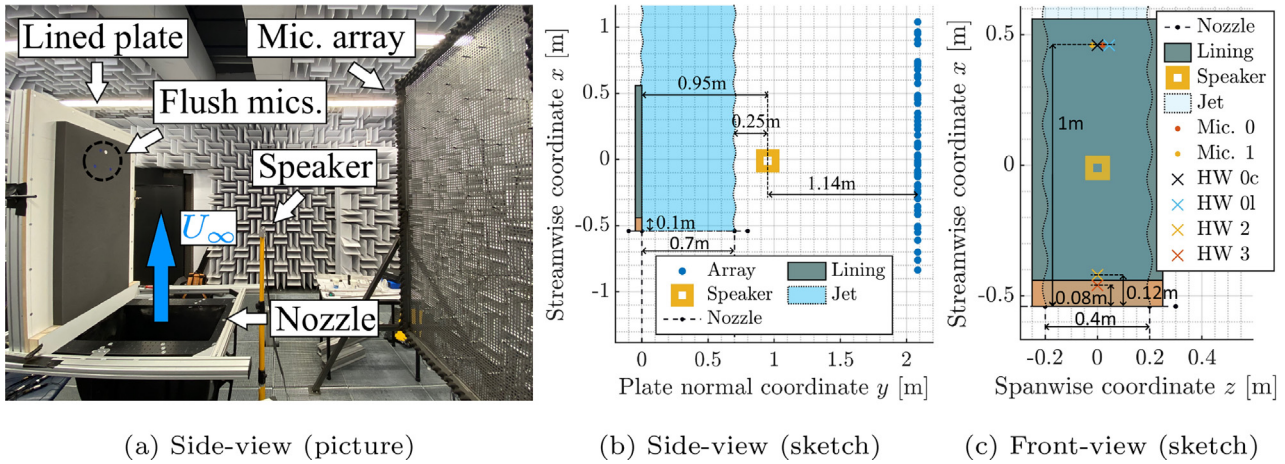 Lined plate
Mic. array
Flush mics.
Speaker
U∞
Nozzle
(a) Side-view (picture)
Streamwise coordinate x [m]
1
0.5
0
-0.5
-1
0.95m
0.25m
1.14m
0.1m
0.7m
Array
Speaker
Nozzle
Lining
Jet
0 0.5 1 1.5 2
Plate normal coordinate y [m]
(b) Side-view (sketch)
Streamwise coordinate x [m]
0.5
0
-0.5
1m
0.08m
0.12m
0.4m
Nozzle
Lining
Speaker
Jet
Mic. 0
Mic. 1
HW 0c
HW 0l
HW 2
HW 3
-0.2 0 0.2 0.4
Spanwise coordinate z [m]
(c) Front-view (sketch)